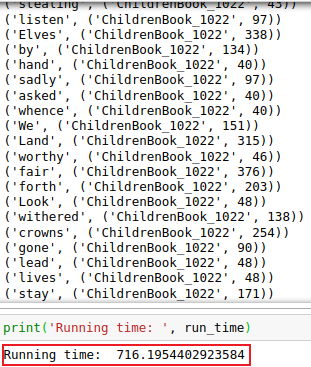 ('stealing', ('ChildrenBook_1022', 43))
('listen', ('ChildrenBook_1022', 97))
('Elves', ('ChildrenBook_1022', 338))
('by', ('ChildrenBook_1022', 134))
('hand', ('ChildrenBook_1022', 40))
('sadly', ('ChildrenBook_1022', 97))
('asked', ('ChildrenBook_1022', 40))
('whence', ('ChildrenBook_1022', 40))
('We', ('ChildrenBook_1022', 151))
('Land', ('ChildrenBook_1022', 315))
('worthy', ('ChildrenBook_1022', 46))
('fair', ('ChildrenBook_1022', 376))
('forth', ('ChildrenBook_1022', 203))
('Look', ('ChildrenBook_1022', 48))
('withered', ('ChildrenBook_1022', 138))
('crowns', ('ChildrenBook_1022', 254))
('gone', ('ChildrenBook_1022', 90))
('lead', ('ChildrenBook_1022', 48))
('lives', ('ChildrenBook_1022', 48))
('stay', ('ChildrenBook_1022', 171))
print('Running time: ', run_time)
Running time:  716.1954402923584